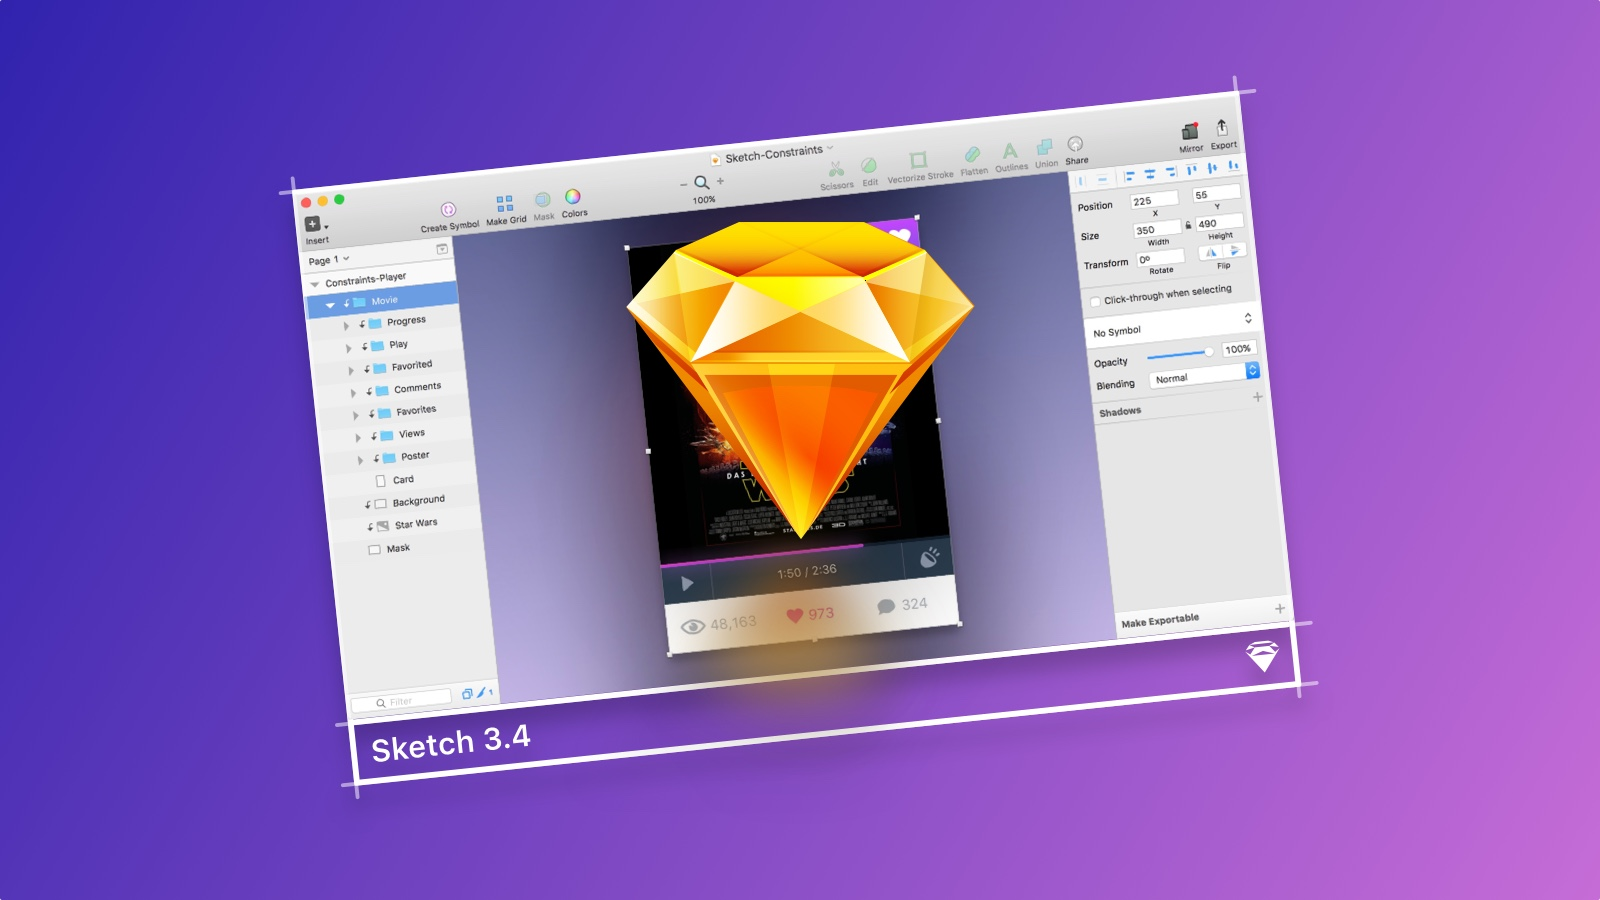 Sketch-Constraints
Insert
Create Symbol
Make Grid
Mask
Colors
100%
Scissors
Edit
Vectorize Stroke
Flatten
Outlines
Union
Share
Mirror
Export
Page 1
Constraints-Player
Movie
Progress
Play
Favorited
Comments
Favorites
Views
Poster
Card
Background
Star Wars
Mask
Filter
1
DAS
1:50 / 2:36
48,163
973
324
Position
225
55
X
Y
Size
350
490
Width
Height
Transform
0º
Rotate
Flip
Click-through when selecting
No Symbol
Opacity
100%
Blending
Normal
Shadows
Make Exportable
Sketch 3.4